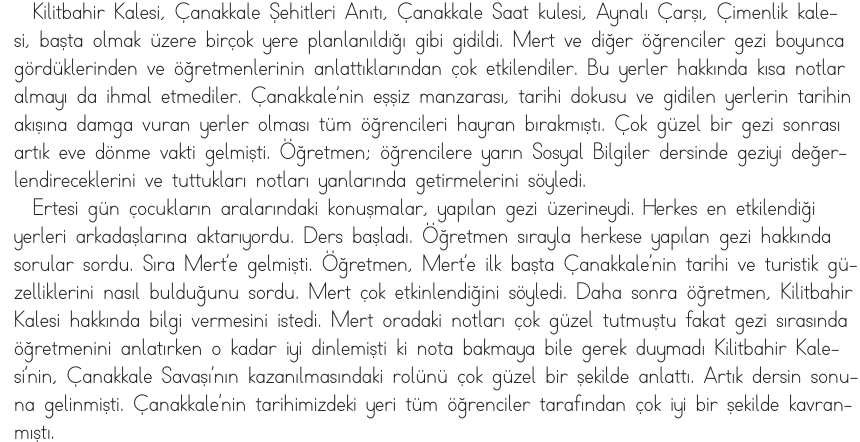 Kilitbahir Kalesi, Çanakkale Şehitleri Anıtı, Çanakkale Saat kulesi, Aynalı Çarşı, Çimenlik kale-
si, başta olmak üzere birçok yere planlanıldığı gibi gidildi. Mert ve diğer öğrenciler gezi boyunca
gördüklerinden ve öğretmenlerinin anlattıklarından çok etkilendiler. Bu yerler hakkında kısa notlar
almayı da ihmal etmediler. Çanakkale'nin eşşiz manzarası, tarihi dokusu ve gidilen yerlerin tarihin
akışına damga vuran yerler olması tüm öğrencileri hayran bırakmıştı. Çok güzel bir gezi sonrası
artık eve dönme vakti gelmişti. Öğretmen; öğrencilere yarın Sosyal Bilgiler dersinde geziyi değer-
lendireceklerini ve tuttukları notları yanlarında getirmelerini söyledi.
Ertesi gün çocukların aralarındaki konuşmalar, yapılan gezi üzerineydi. Herkes en etkilendiği
yerleri arkadaşlarına aktarıyordu. Ders başladı. Öğretmen sırayla herkese yapılan gezi hakkında
sorular sordu. Sıra Mert'e gelmişti. Öğretmen, Mert'e ilk başta Çanakkale'nin tarihi ve turistik gü-
zelliklerini nasıl bulduğunu sordu. Mert çok etkinlendiğini söyledi. Daha sonra öğretmen, Kilitbahir
Kalesi hakkında bilgi vermesini istedi. Mert oradaki notları çok güzel tutmuştu fakat gezi sırasında
öğretmenini anlatırken o kadar iyi dinlemişti ki nota bakmaya bile gerek duymadı Kilitbahir Kale-
si'nin, Çanakkale Savaşı'nın kazanılmasındaki rolünü çok güzel bir şekilde anlattı. Artık dersin sonu-
na gelinmişti. Çanakkale'nin tarihimizdeki yeri tüm öğrenciler tarafından çok iyi bir şekilde kavran-
mıştı.